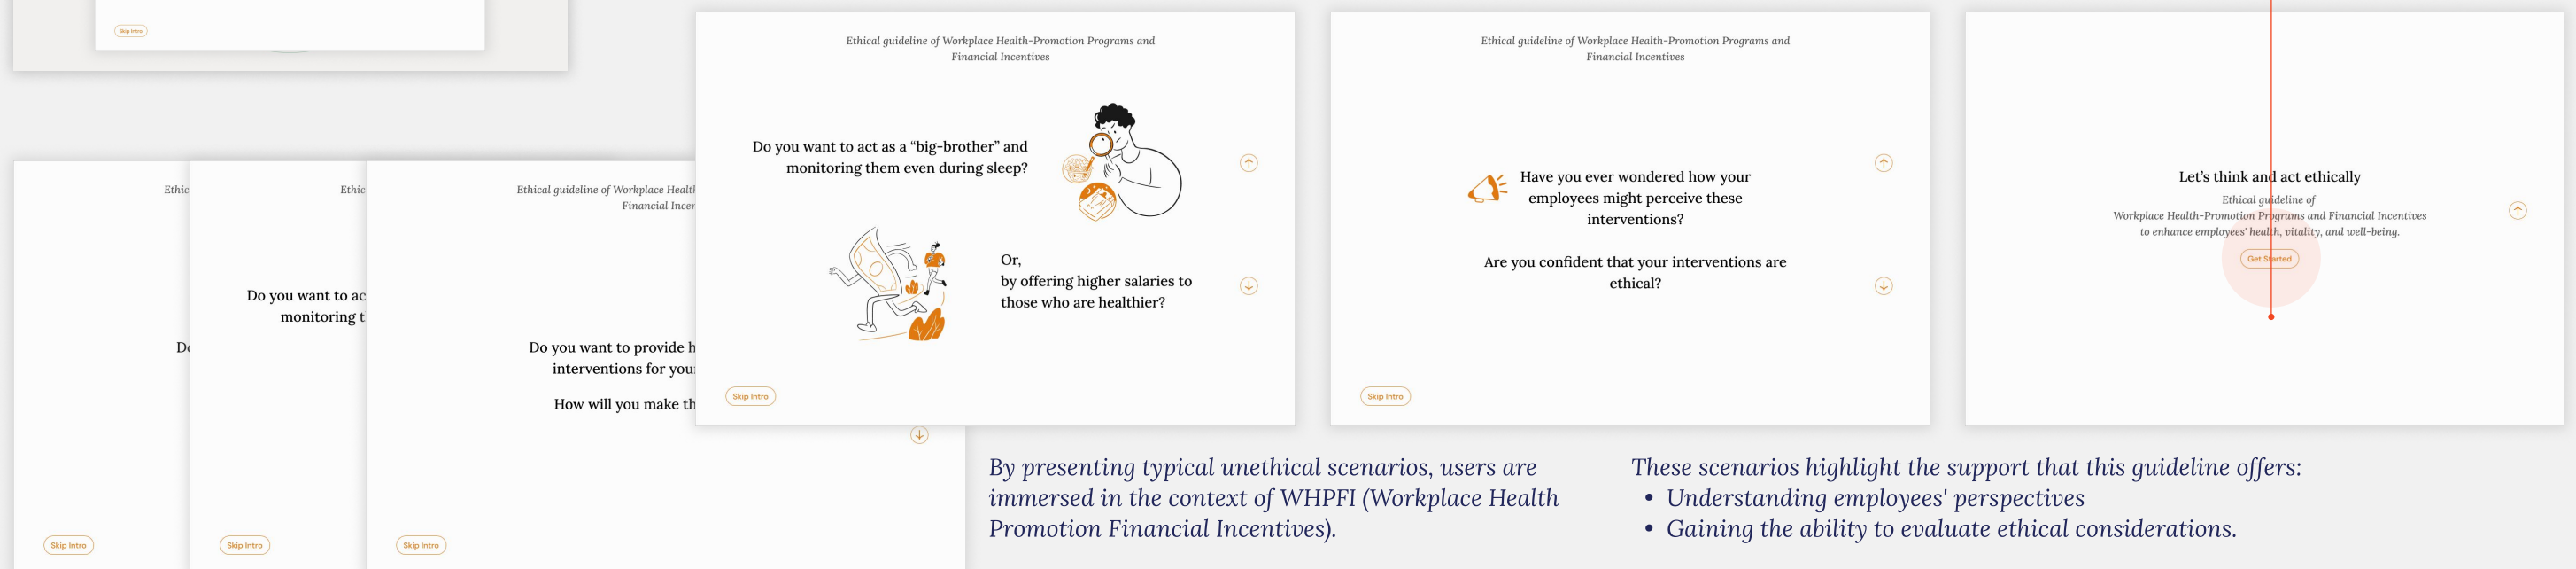 Skip Intro
Ethic
Do
Skip Intro
Ethic
Do you want to ac
monitoring t
Skip Intro
Ethical guideline of Workplace Healt
Financial Incen
Do you want to provide h
interventions for you
How will you make th
Skip Intro
Ethical guideline of Workplace Health-Promotion Programs and
Financial Incentives
Do you want to act as a “big-brother” and
monitoring them even during sleep?
Or,
by offering higher salaries to
those who are healthier?
Skip Intro
Ethical guideline of Workplace Health-Promotion Programs and
Financial Incentives
Have you ever wondered how your
employees might perceive these
interventions?
Are you confident that your interventions are
ethical?
Skip Intro
Let’s think and act ethically
Ethical guideline of
Workplace Health-Promotion Programs and Financial Incentives
to enhance employees' health, vitality, and well-being.
Get Started
By presenting typical unethical scenarios, users are
immersed in the context of WHPFI (Workplace Health
Promotion Financial Incentives).
These scenarios highlight the support that this guideline offers:
• Understanding employees' perspectives
• Gaining the ability to evaluate ethical considerations.